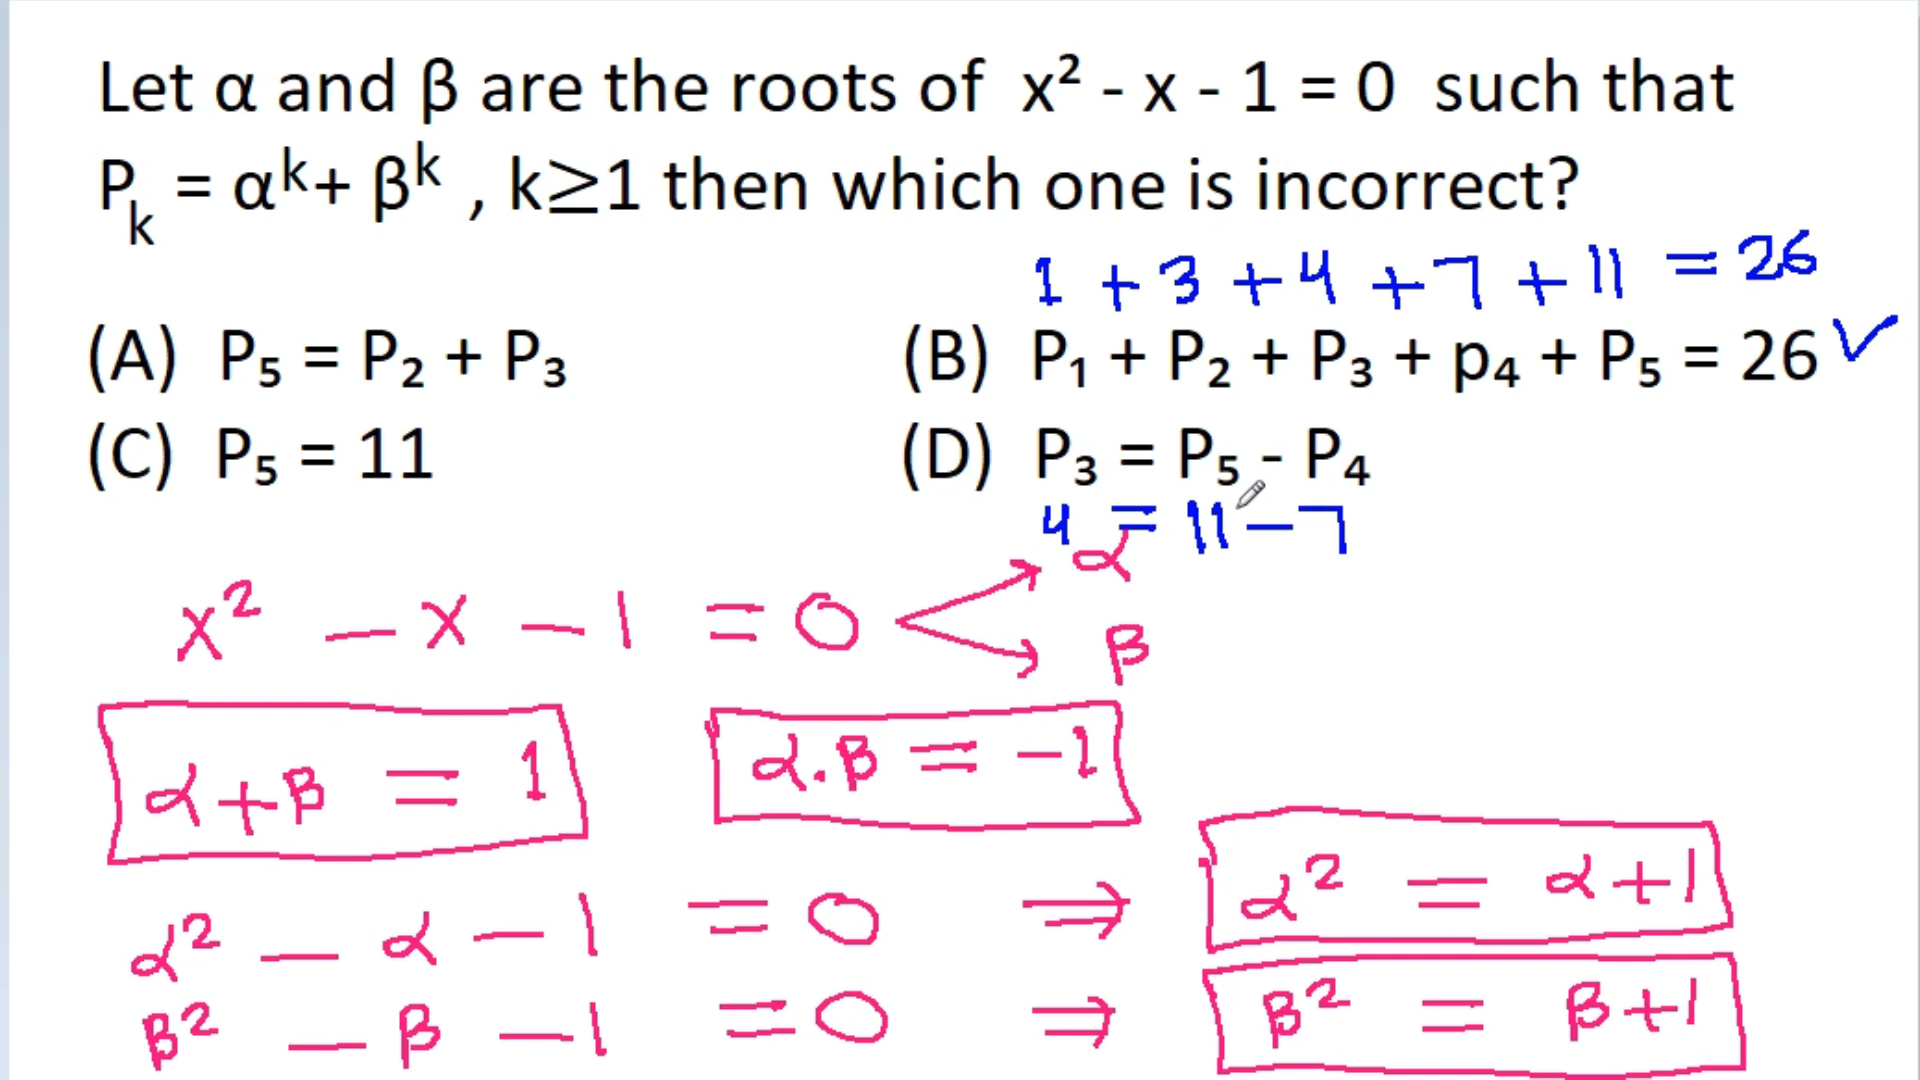 Let α and β are the roots of x² - x - 1 = 0 such that
Pₖ = αᵏ+ βᵏ , k≥1 then which one is incorrect?
1 + 3 + 4 + 7 + 11 = 26
(A) P₅ = P₂ + P₃ (B) P₁ + P₂ + P₃ + p₄ + P₅ = 26 ✓
(C) P₅ = 11 (D) P₃ = P₅ - P₄
4 = 11 - 7
x² - x - 1 = 0 α
β
α+β = 1 α.β = -1
α² - α - 1 = 0 ⇒ α² = α+1
β² - β - 1 = 0 ⇒ β² = β+1